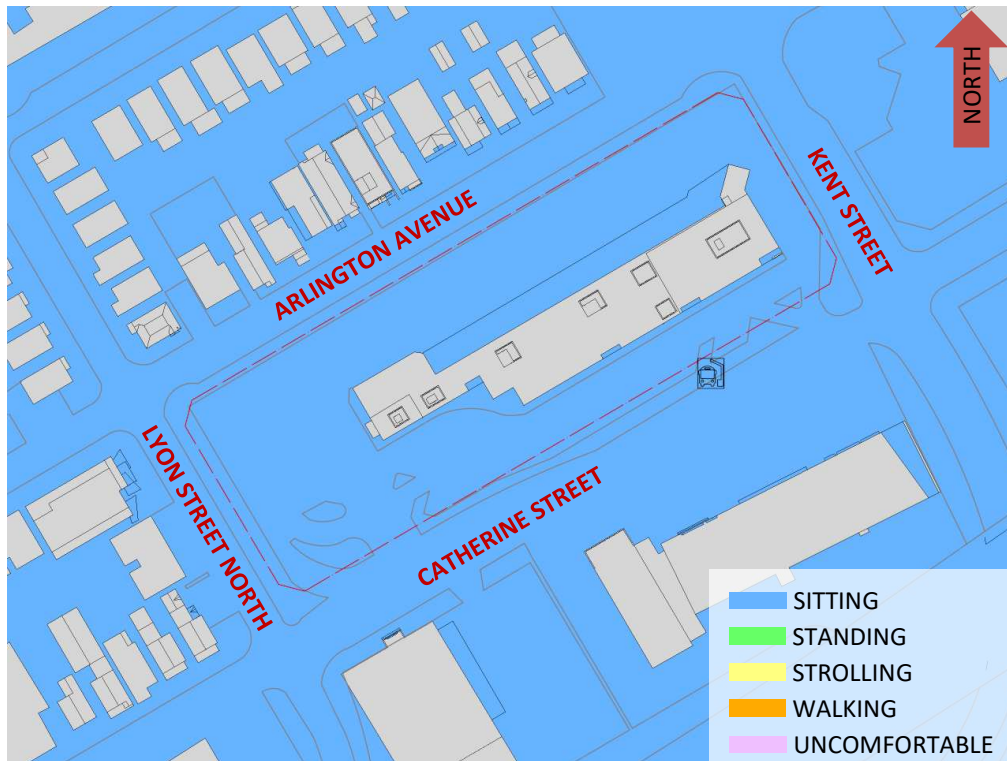 NORTH
KENT STREET
ARLINGTON AVENUE
LYON STREET NORTH
CATHERINE STREET
SITTING
STANDING
STROLLING
WALKING
UNCOMFORTABLE